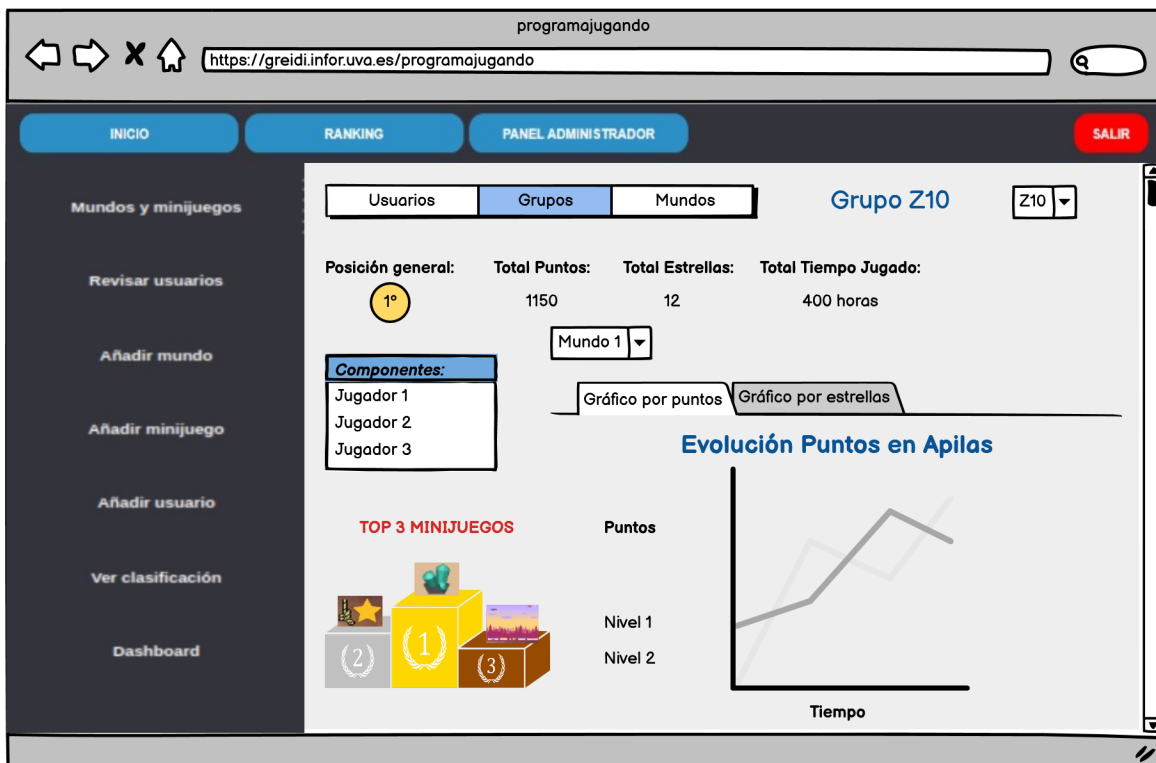 programajugando
https://greidi.infor.uva.es/programajugando
INICIO
RANKING
PANEL ADMINISTRADOR
SALIR
Mundos y minijuegos
Revisar usuarios
Añadir mundo
Añadir minijuego
Añadir usuario
Ver clasificación
Dashboard
Usuarios
Grupos
Mundos
Grupo Z10
Z10
Posición general:
Total Puntos:
Total Estrellas:
Total Tiempo Jugado:
1º
1150
12
400 horas
Mundo 1
Componentes:
Jugador 1
Jugador 2
Jugador 3
Gráfico por puntos
Gráfico por estrellas
Evolución Puntos en Apilas
TOP 3 MINIJUEGOS
2
1
3
Puntos
Nivel 1
Nivel 2
Tiempo